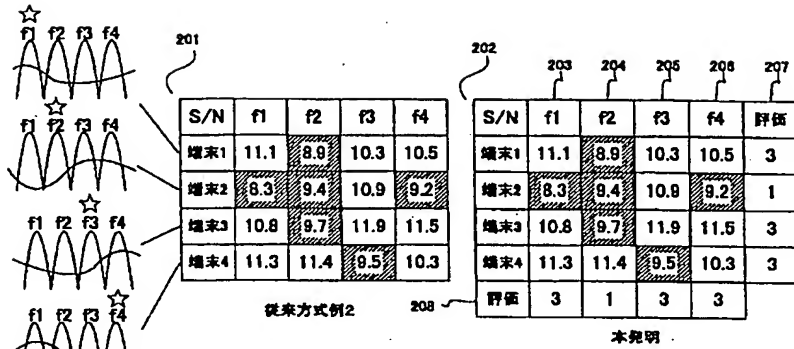 f1 f2 f3 f4
f1 f2 f3 f4
f1 f2 f3 f4
f1 f2 f3 f4
201
S/N f1 f2 f3 f4
端末1 11.1 8.9 10.3 10.5
端末2 8.3 9.4 10.9 9.2
端末3 10.8 9.7 11.9 11.5
端末4 11.3 11.4 9.5 10.3
従来方式例2
202 203 204 205 206 207
S/N f1 f2 f3 f4 評価
端末1 11.1 8.9 10.3 10.5 3
端末2 8.3 9.4 10.9 9.2 1
端末3 10.8 9.7 11.9 11.5 3
端末4 11.3 11.4 9.5 10.3 3
208 評価 3 1 3 3
本発明